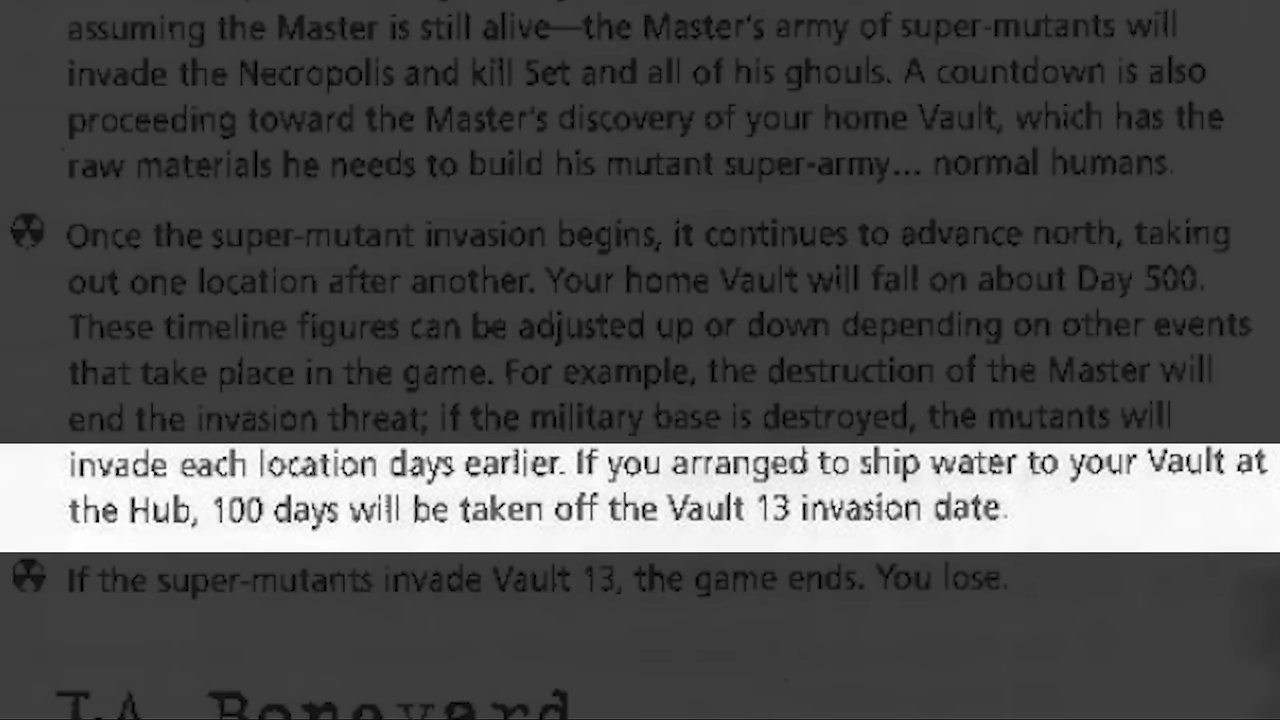 assuming the Master is still alive—the Master's army of super-mutants will
invade the Necropolis and kill Set and all of his ghouls. A countdown is also
proceeding toward the Master's discovery of your home Vault, which has the
raw materials he needs to build his mutant super-army... normal humans.
Once the super-mutant invasion begins, it continues to advance north, taking
out one location after another. Your home Vault will fall on about Day 500.
These timeline figures can be adjusted up or down depending on other events
that take place in the game. For example, the destruction of the Master will
end the invasion threat; if the military base is destroyed, the mutants will
invade each location days earlier. If you arranged to ship water to your Vault at
the Hub, 100 days will be taken off the Vault 13 invasion date.
If the super-mutants invade Vault 13, the game ends. You lose.
LA Boneyard